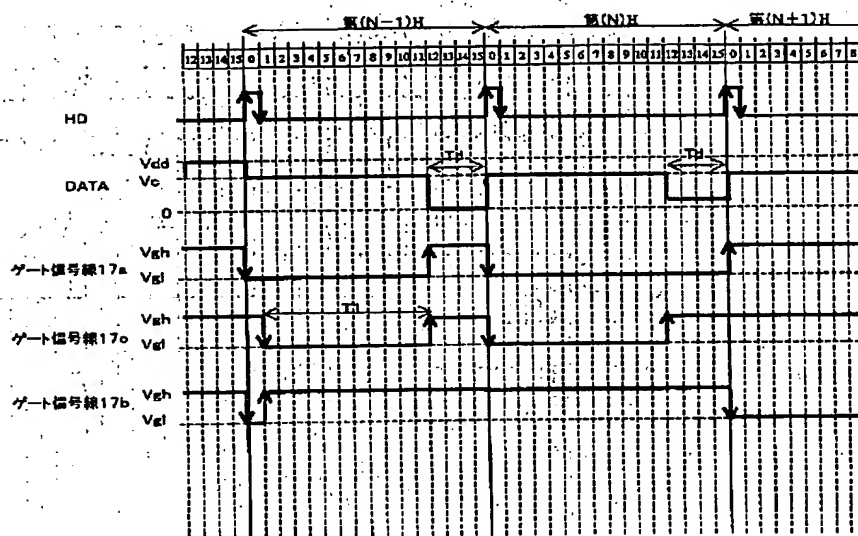 第(N-1)H 第(N)H 第(N+1)H
12 13 14 15 0 1 2 3 4 5 6 7 8 9 10 11 12 13 14 15 0 1 2 3 4 5 6 7 8 9 10 11 12 13 14 15 0 1 2 3 4 5 6 7 8
HD
Vdd
DATA
Vc
0
Td Td
ゲート信号線17a
Vgh
Vgl
ゲート信号線17c
Vgh
Vgl
T1
ゲート信号線17b
Vgh
Vgl